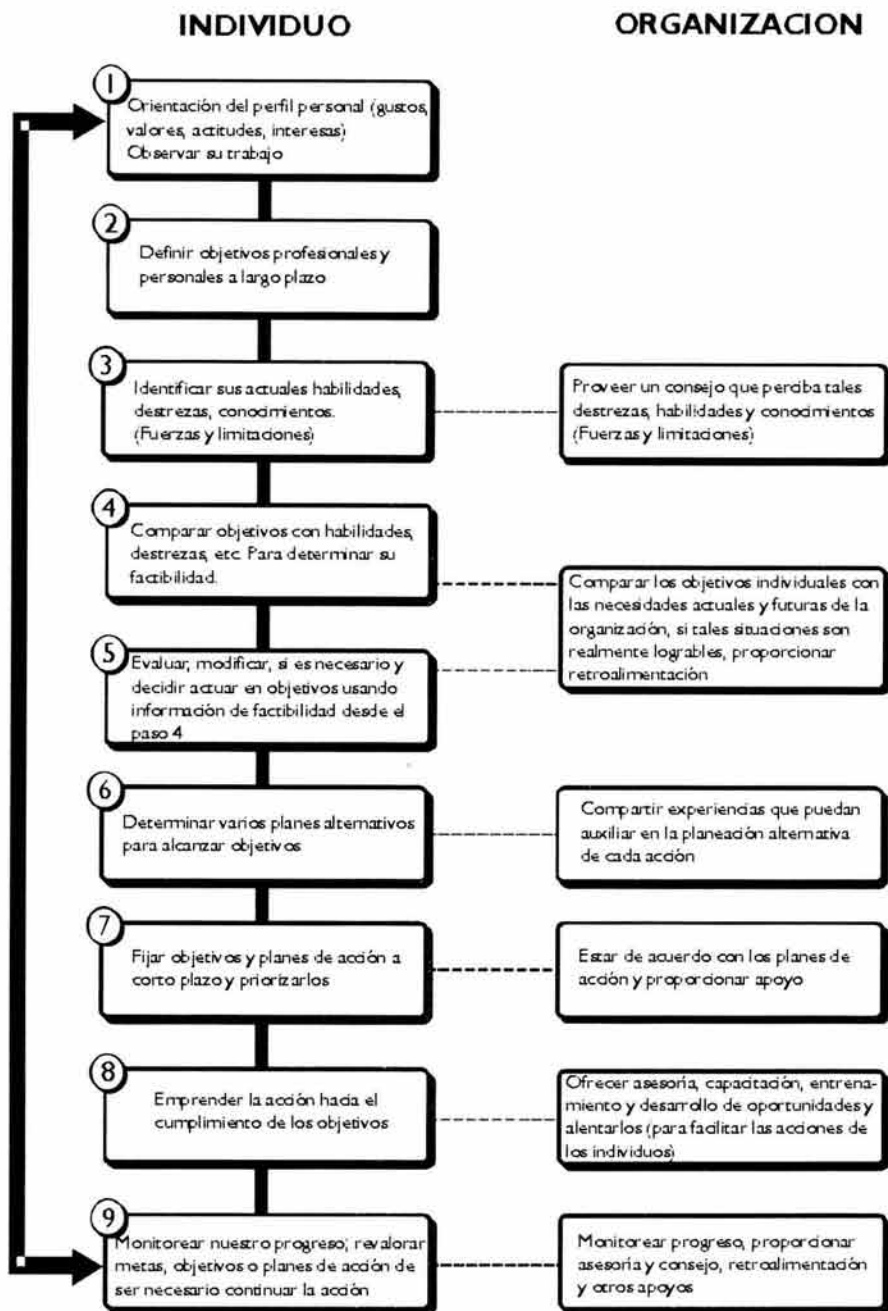 INDIVIDUO
ORGANIZACION
1
Orientación del perfil personal (gustos,
valores, actitudes, interesas)
Observar su trabajo
2
Definir objetivos profesionales y
personales a largo plazo
3
Identificar sus actuales habilidades,
destrezas, conocimientos.
(Fuerzas y limitaciones)
Proveer un consejo que perciba tales
destrezas, habilidades y conocimientos
(Fuerzas y limitaciones)
4
Comparar objetivos con habilidades,
destrezas, etc. Para determinar su
factibilidad.
Comparar los objetivos individuales con
las necesidades actuales y futuras de la
organización, si tales situaciones son
realmente logrables, proporcionar
retroalimentación
5
Evaluar, modificar, si es necesario y
decidir actuar en objetivos usando
información de factibilidad desde el
paso 4
6
Determinar varios planes alternativos
para alcanzar objetivos
Compartir experiencias que puedan
auxiliar en la planeación alternativa
de cada acción
7
Fijar objetivos y planes de acción a
corto plazo y priorizarlos
Estar de acuerdo con los planes de
acción y proporcionar apoyo
8
Emprender la acción hacia el
cumplimiento de los objetivos
Ofrecer asesoría, capacitación, entrena-
miento y desarrollo de oportunidades y
alentarlos (para facilitar las acciones de
los individuos)
9
Monitorear nuestro progreso; revalorar
metas, objetivos o planes de acción de
ser necesario continuar la acción
Monitorear progreso, proporcionar
asesoría y consejo, retroalimentación
y otros apoyos